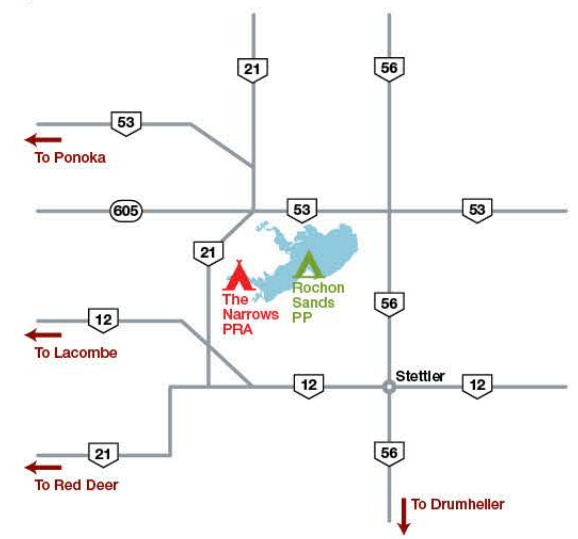 21
56
53
To Ponoka
605
53
53
21
The
Narrows
PRA
Rochon
Sands
PP
56
12
To Lacombe
Stettler
12
12
21
To Red Deer
56
To Drumheller